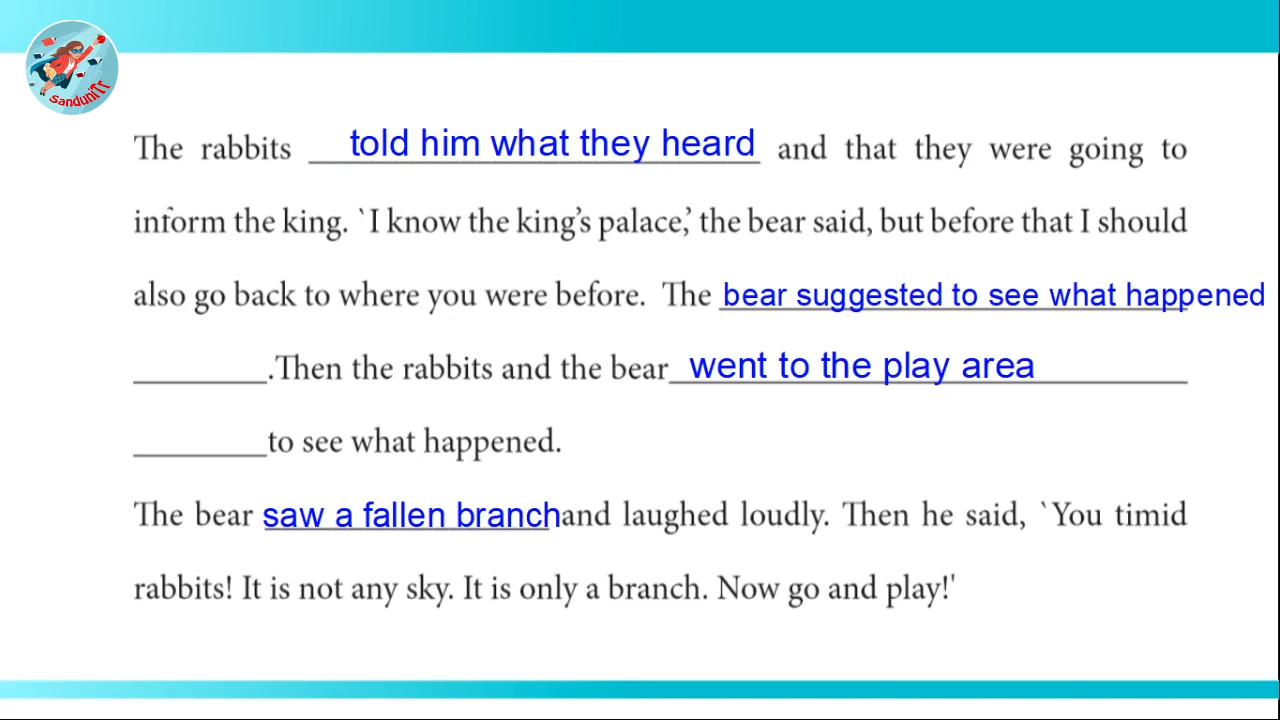 SanduniTr
The rabbits told him what they heard and that they were going to
inform the king. `I know the king’s palace,’ the bear said, but before that I should
also go back to where you were before. The bear suggested to see what happened
________.Then the rabbits and the bear went to the play area
________to see what happened.
The bear saw a fallen branch and laughed loudly. Then he said, `You timid
rabbits! It is not any sky. It is only a branch. Now go and play!'